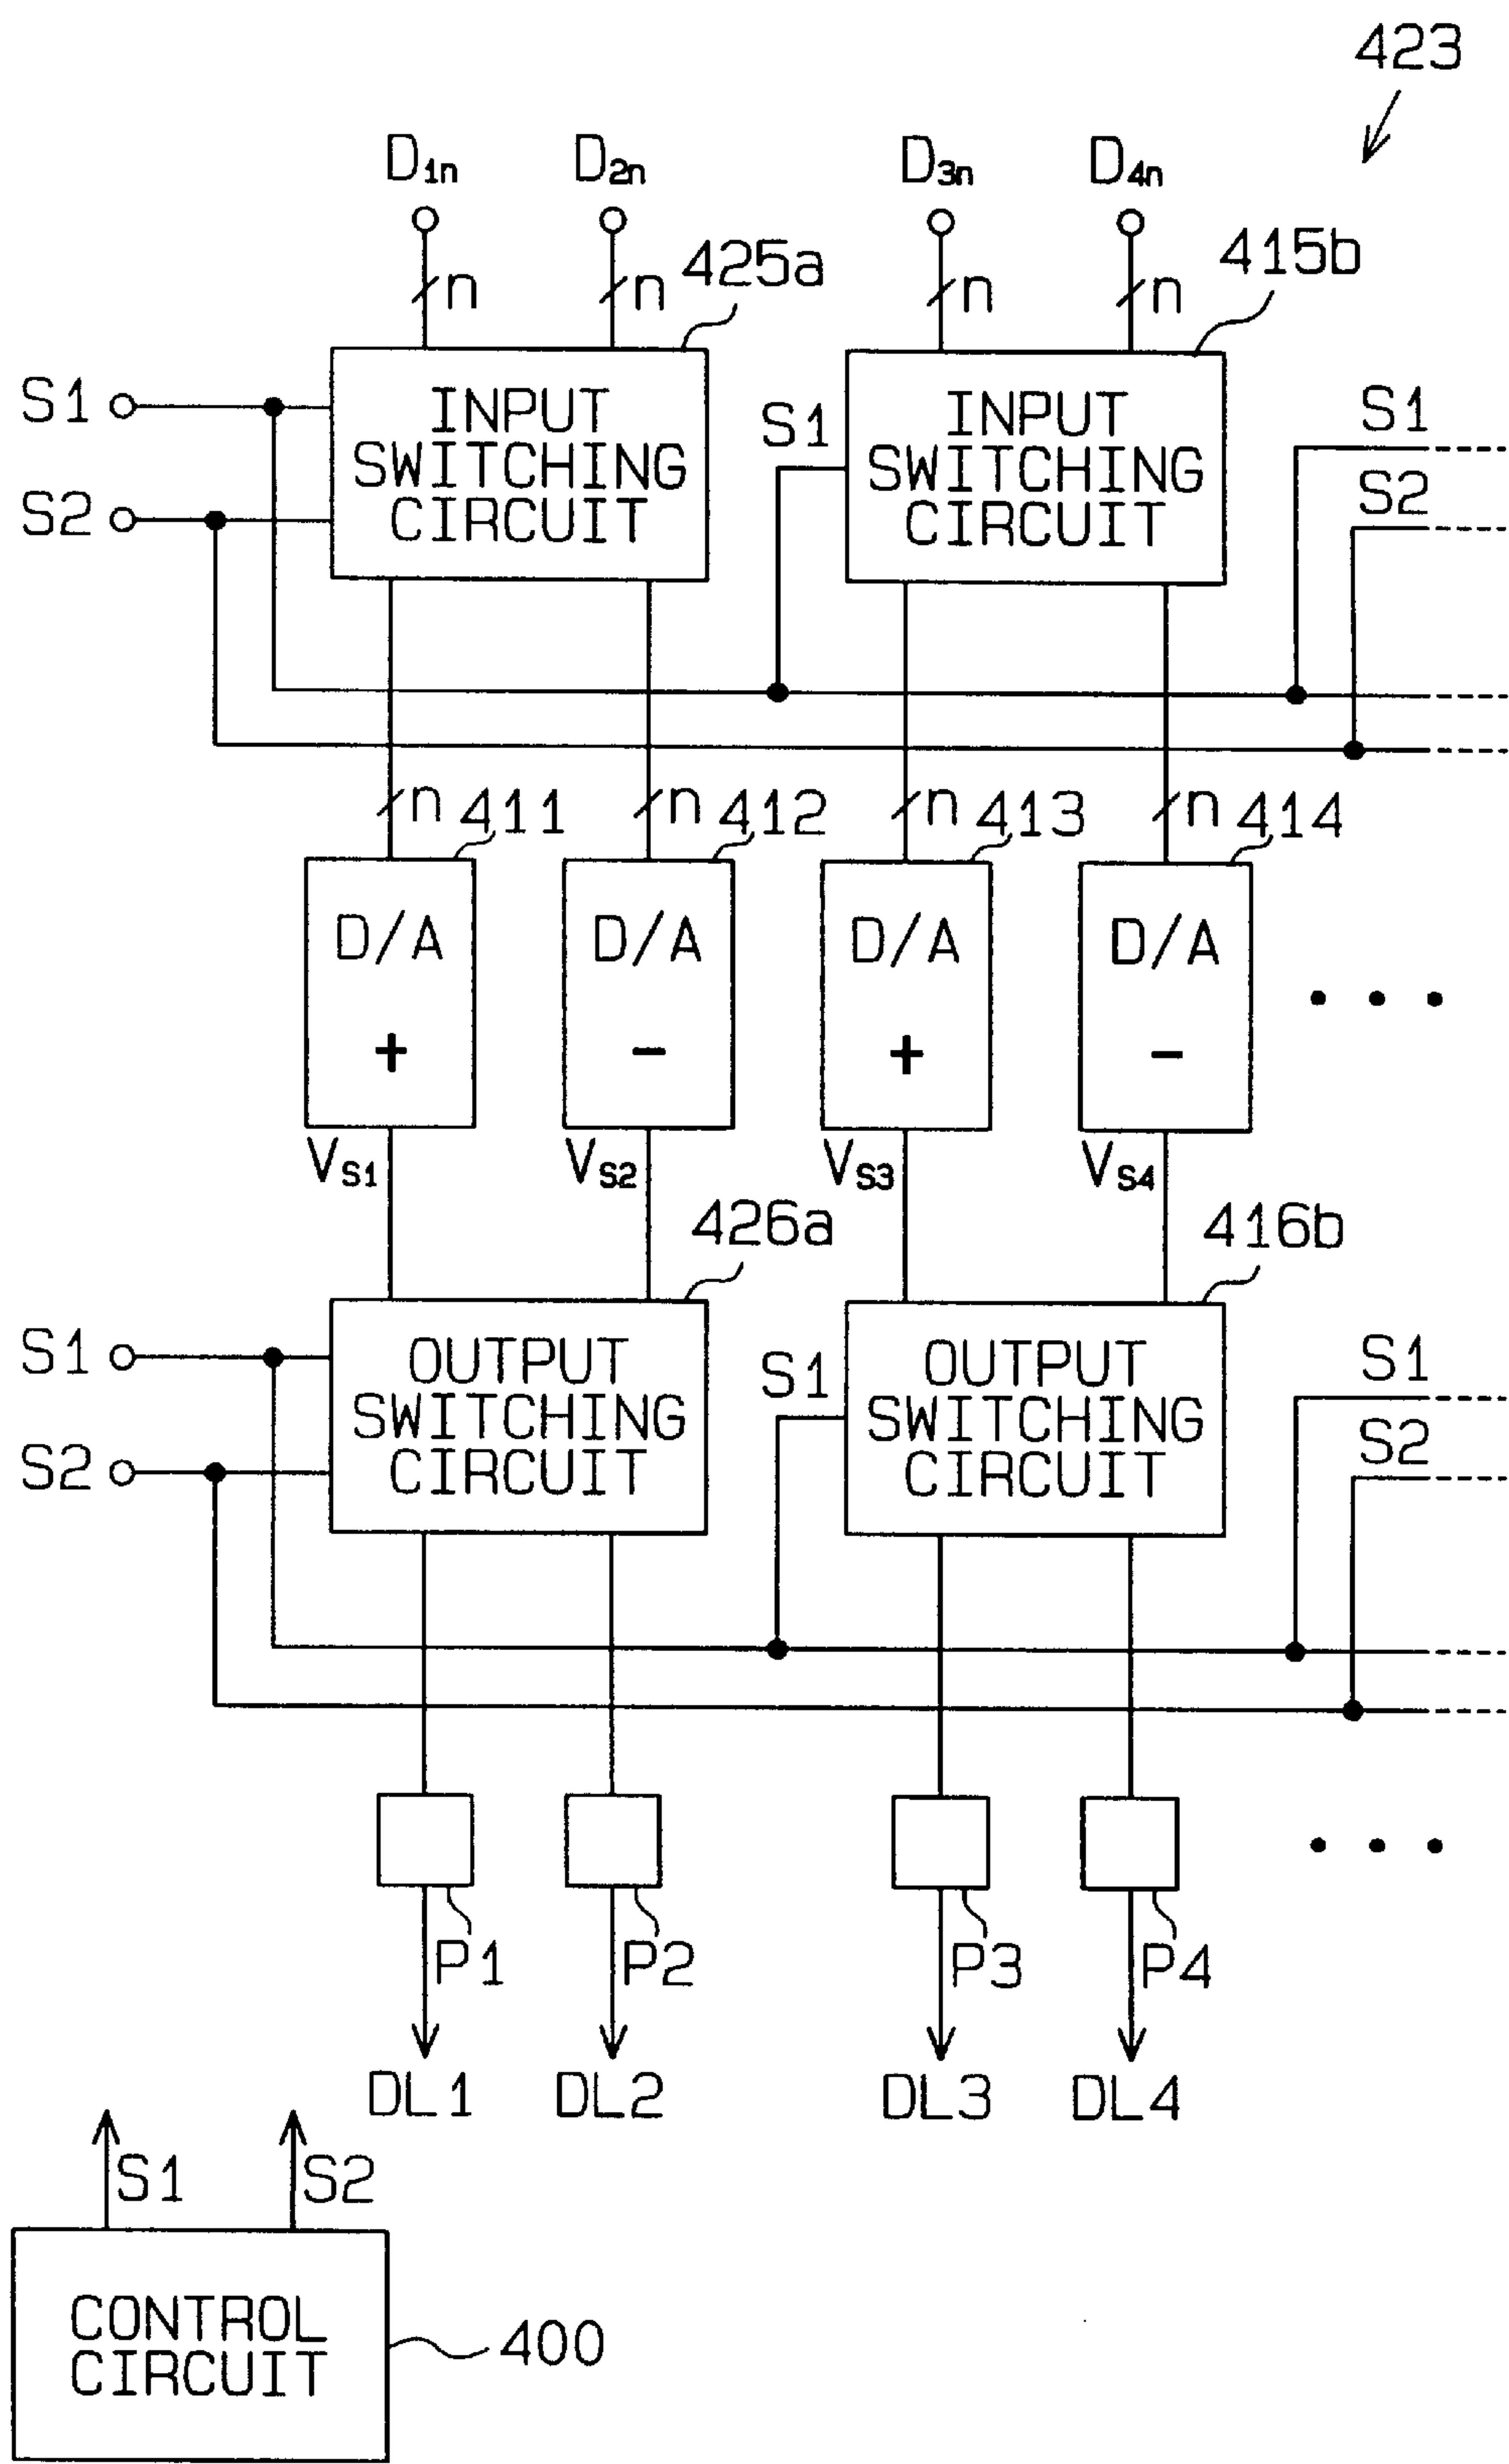 423
D1n D2n D3n D4n
n n n n
425a 415b
S1 INPUT SWITCHING CIRCUIT S1 INPUT SWITCHING CIRCUIT S1
S2 S2
n 411 n 412 n 413 n 414
D/A D/A D/A D/A
+ - + -
VS1 VS2 VS3 VS4
426a 416b
S1 OUTPUT SWITCHING CIRCUIT S1 OUTPUT SWITCHING CIRCUIT S1
S2 S2
P1 P2 P3 P4
DL1 DL2 DL3 DL4
S1 S2
CONTROL
CIRCUIT
400